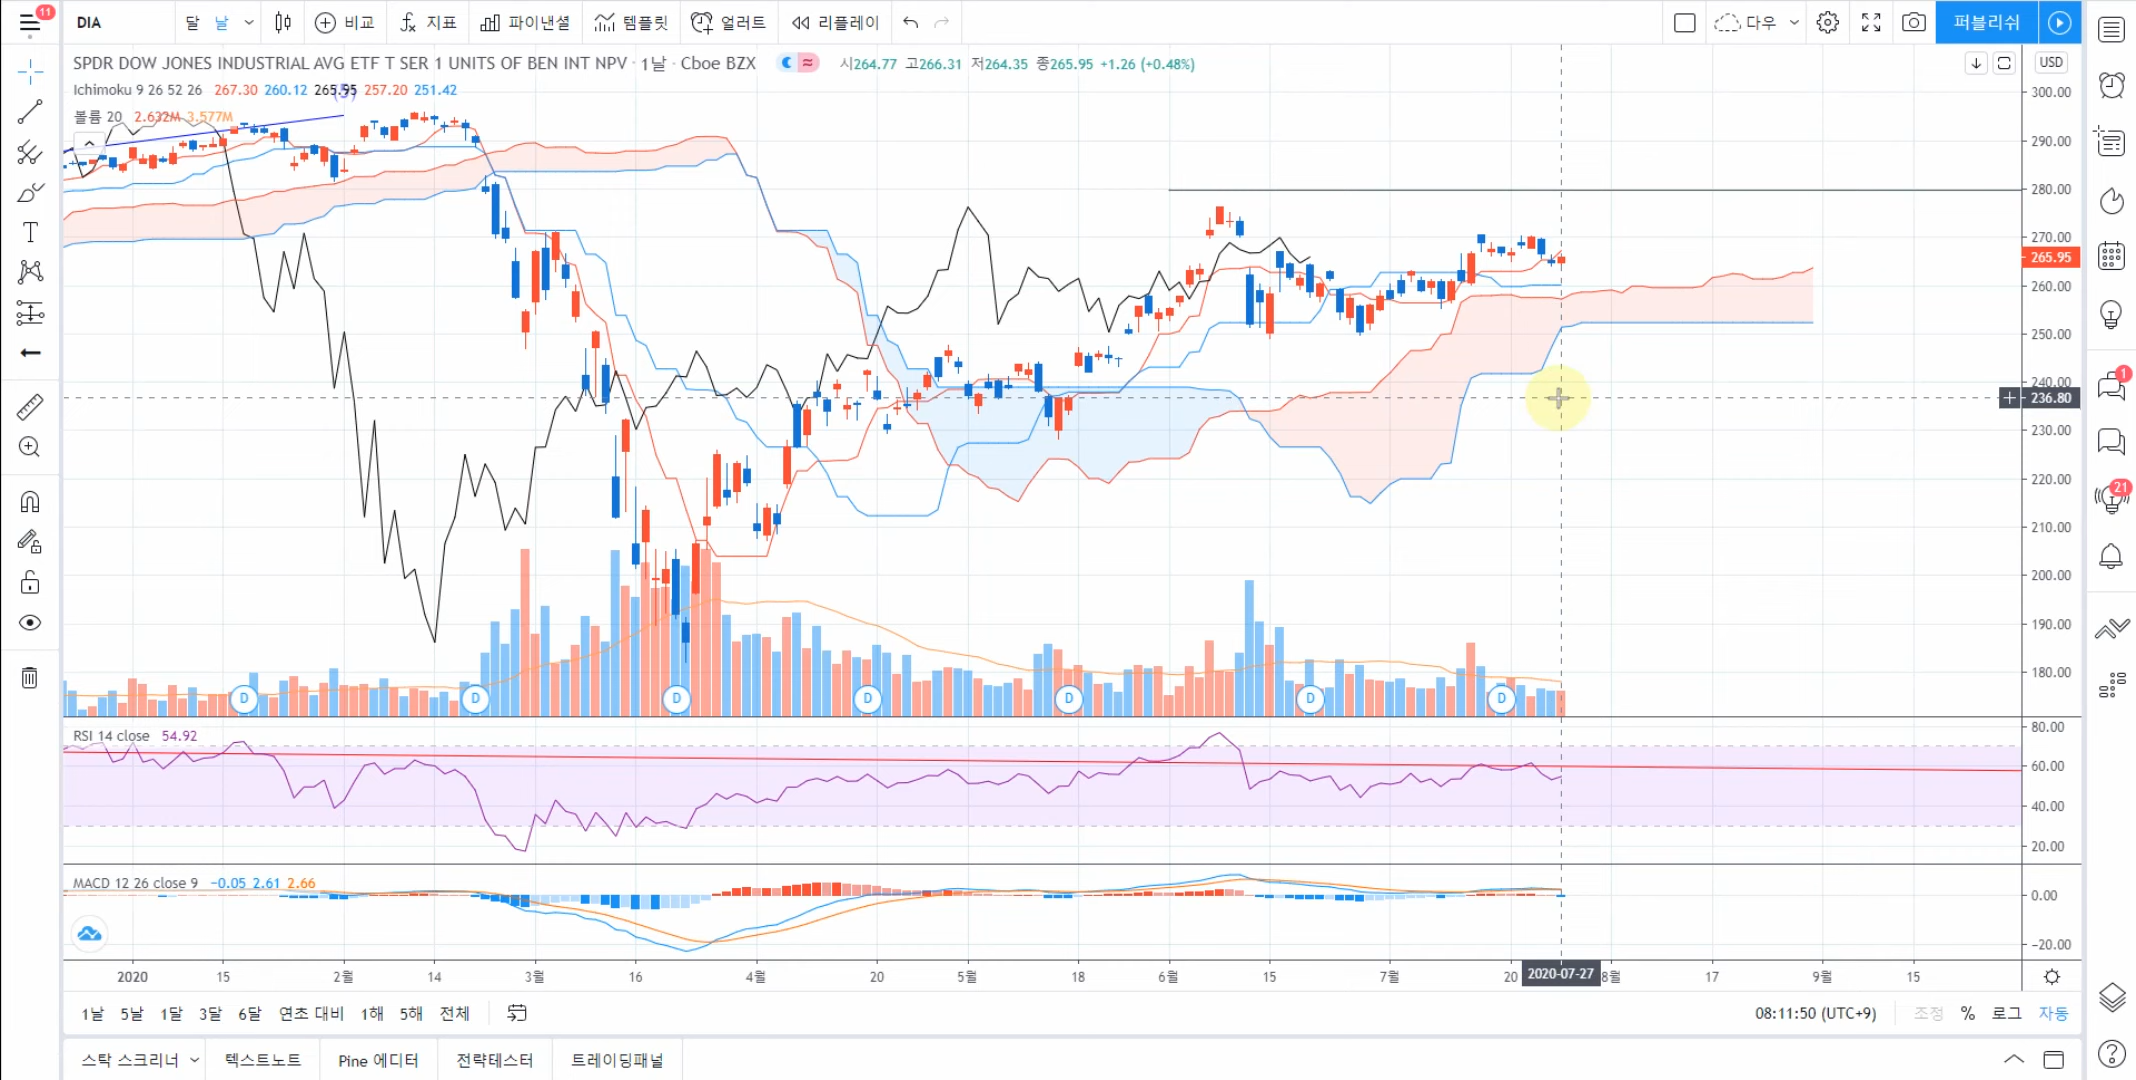 11
DIA
달 날
비교
지표
파이낸셜
템플릿
얼러트
리플레이
다우
퍼블리쉬
SPDR DOW JONES INDUSTRIAL AVG ETF T SER 1 UNITS OF BEN INT NPV · 1날 · Cboe BZX
시264.77 고266.31 저264.35 종265.95 +1.26 (+0.48%)
USD
Ichimoku 9 26 52 26 267.30 260.12 265.95 257.20 251.42
(5)
볼륨 20 2.632M 3.577M
300.00
290.00
280.00
270.00
265.95
260.00
250.00
240.00
236.80
230.00
220.00
210.00
200.00
190.00
180.00
D D D D D D D
RSI 14 close 54.92
80.00
60.00
40.00
20.00
MACD 12 26 close 9 −0.05 2.61 2.66
0.00
−20.00
2020 15 2월 14 3월 16 4월 20 5월 18 6월 15 7월 20 2020-07-27 8월 17 9월 15
1날 5날 1달 3달 6달 연초 대비 1해 5해 전체
08:11:50 (UTC+9)
조정 % 로그 자동
스탁 스크리너
텍스트노트
Pine 에디터
전략테스터
트레이딩패널
1
21